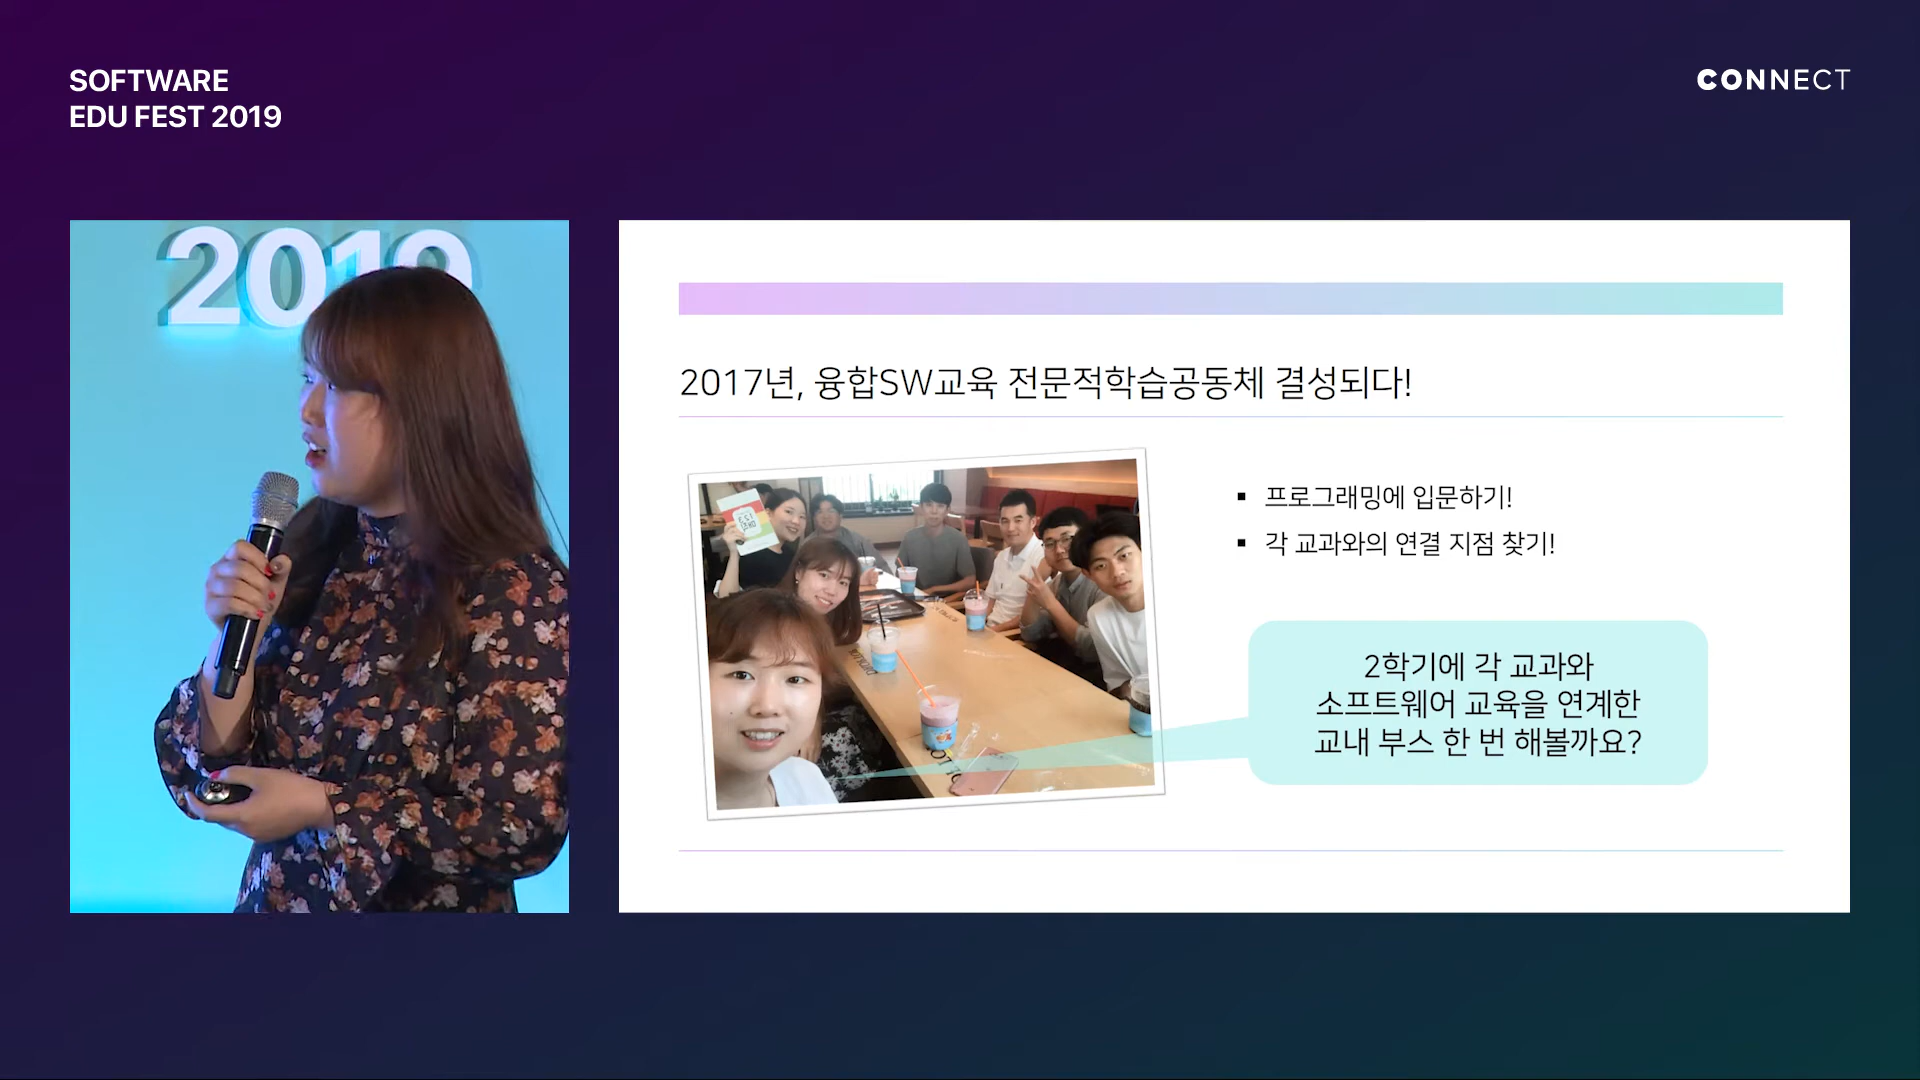 SOFTWARE
EDU FEST 2019
CONNECT
2019
2017년, 융합SW교육 전문적학습공동체 결성되다!
▪ 프로그래밍에 입문하기!
▪ 각 교과와의 연결 지점 찾기!
2학기에 각 교과와
소프트웨어 교육을 연계한
교내 부스 한 번 해볼까요?